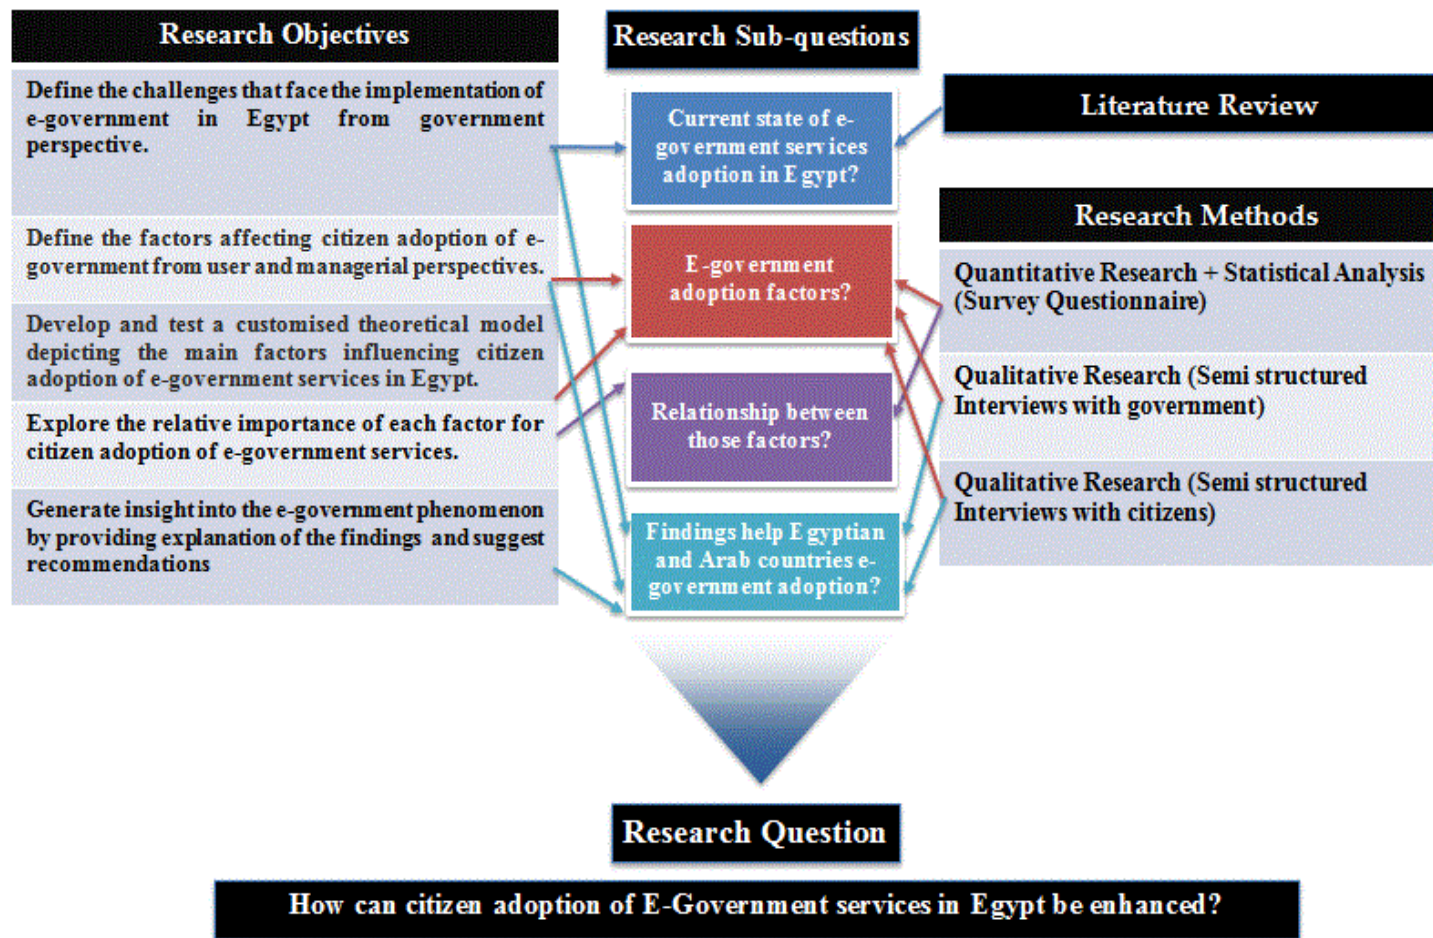 Research Objectives
Define the challenges that face the implementation of
e-government in Egypt from government
perspective.
Define the factors affecting citizen adoption of e-
government from user and managerial perspectives.
Develop and test a customised theoretical model
depicting the main factors influencing citizen
adoption of e-government services in Egypt.
Explore the relative importance of each factor for
citizen adoption of e-government services.
Generate insight into the e-government phenomenon
by providing explanation of the findings and suggest
recommendations
Research Sub-questions
Current state of e-
government services
adoption in Egypt?
E-government
adoption factors?
Relationship between
those factors?
Findings help Egyptian
and Arab countries e-
government adoption?
Literature Review
Research Methods
Quantitative Research + Statistical Analysis
(Survey Questionnaire)
Qualitative Research (Semi structured
Interviews with government)
Qualitative Research (Semi structured
Interviews with citizens)
Research Question
How can citizen adoption of E-Government services in Egypt be enhanced?